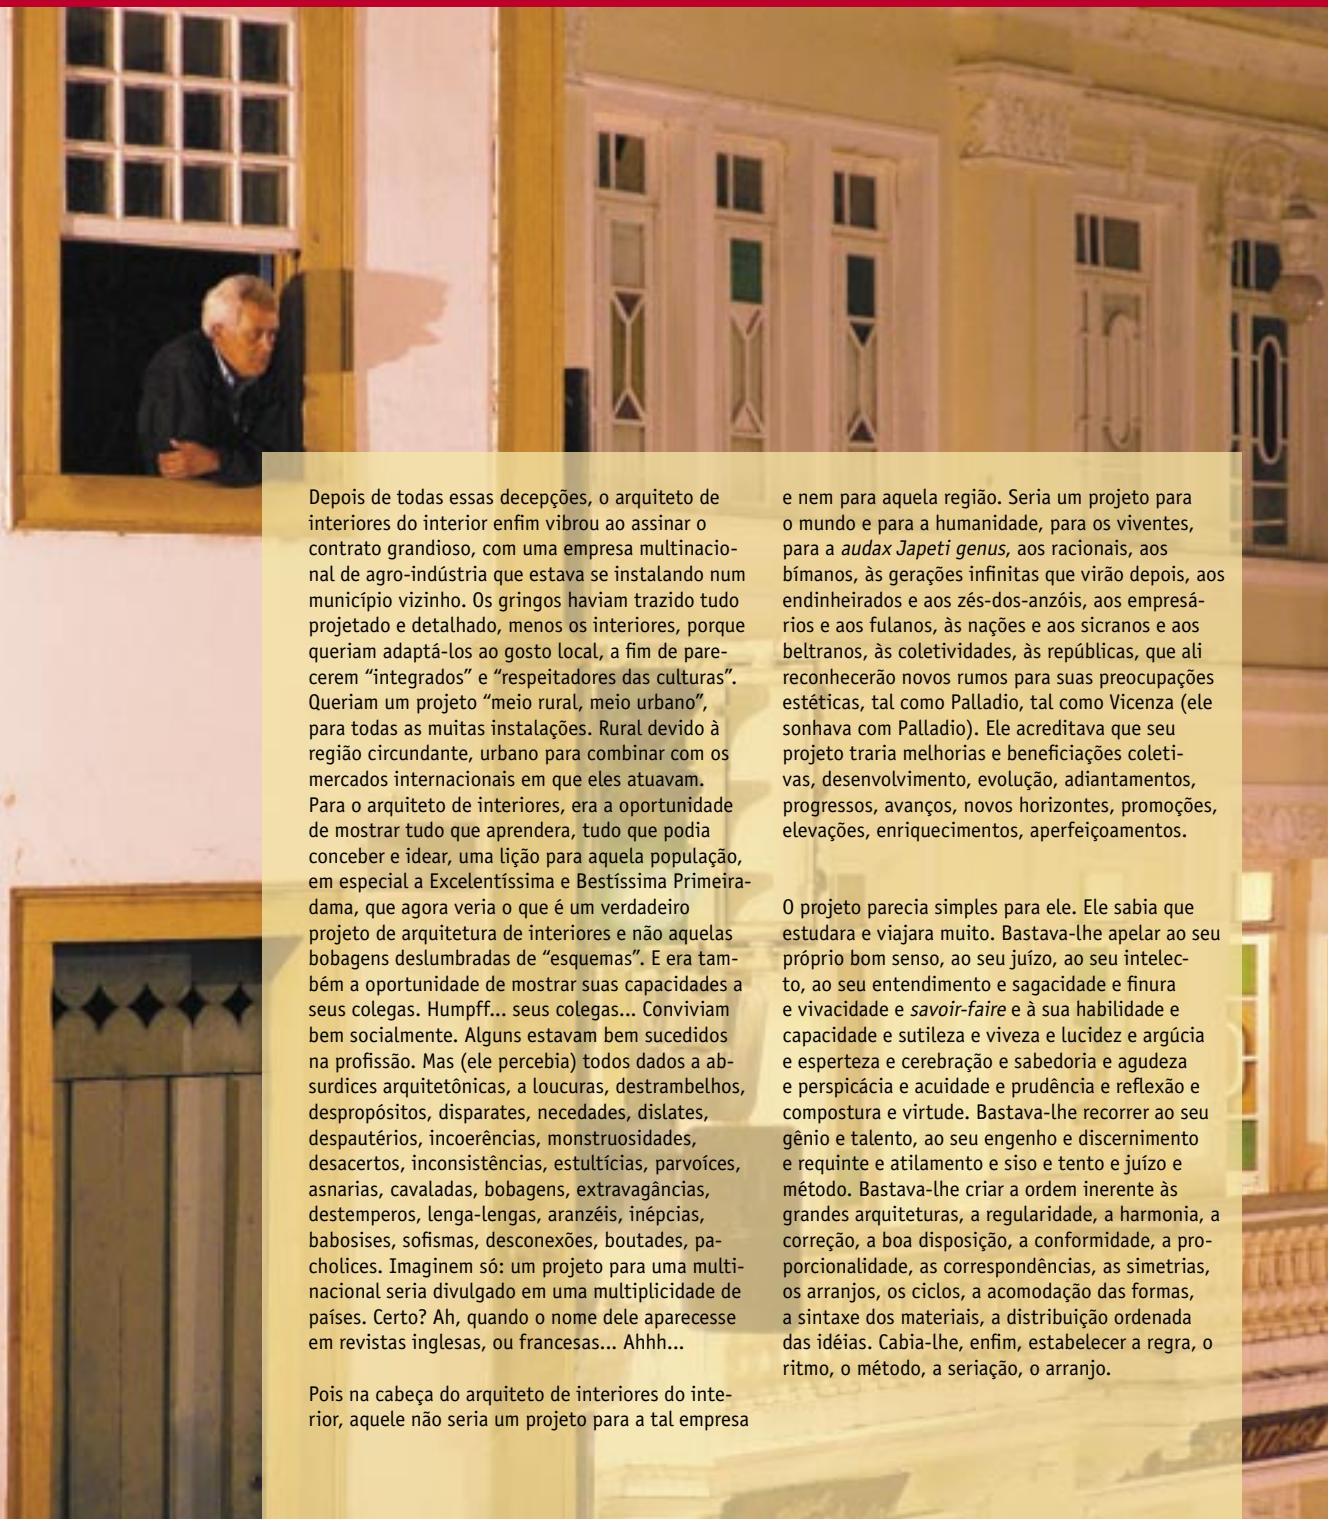 Depois de todas essas decepções, o arquiteto de
interiores do interior enfim vibrou ao assinar o
contrato grandioso, com uma empresa multinacio-
nal de agro-indústria que estava se instalando num
município vizinho. Os gringos haviam trazido tudo
projetado e detalhado, menos os interiores, porque
queriam adaptá-los ao gosto local, a fim de pare-
cerem “integrados” e “respeitadores das culturas”.
Queriam um projeto “meio rural, meio urbano”,
para todas as muitas instalações. Rural devido à
região circundante, urbano para combinar com os
mercados internacionais em que eles atuavam.
Para o arquiteto de interiores, era a oportunidade
de mostrar tudo que aprendera, tudo que podia
conceber e idear, uma lição para aquela população,
em especial a Excelentíssima e Bestíssima Primeira-
dama, que agora veria o que é um verdadeiro
projeto de arquitetura de interiores e não aquelas
bobagens deslumbradas de “esquemas”. E era tam-
bém a oportunidade de mostrar suas capacidades a
seus colegas. Humpff... seus colegas... Conviviam
bem socialmente. Alguns estavam bem sucedidos
na profissão. Mas (ele percebia) todos dados a ab-
surdices arquitetônicas, a loucuras, destrambelhos,
despropósitos, disparates, necedades, dislates,
despautérios, incoerências, monstruosidades,
desacertos, inconsistências, estultícias, parvoíces,
asnarias, cavaladas, bobagens, extravagâncias,
destemperos, lenga-lengas, aranzéis, inépcias,
babosises, sofismas, desconexões, boutades, pa-
cholices. Imaginem só: um projeto para uma multi-
nacional seria divulgado em uma multiplicidade de
países. Certo? Ah, quando o nome dele aparecesse
em revistas inglesas, ou francesas... Ahhh...
Pois na cabeça do arquiteto de interiores do inte-
rior, aquele não seria um projeto para a tal empresa
e nem para aquela região. Seria um projeto para
o mundo e para a humanidade, para os viventes,
para a audax Japeti genus, aos racionais, aos
bímanos, às gerações infinitas que virão depois, aos
endinheirados e aos zés-dos-anzóis, aos empresá-
rios e aos fulanos, às nações e aos sicranos e aos
beltranos, às coletividades, às repúblicas, que ali
reconhecerão novos rumos para suas preocupações
estéticas, tal como Palladio, tal como Vicenza (ele
sonhava com Palladio). Ele acreditava que seu
projeto traria melhorias e beneficiações coleti-
vas, desenvolvimento, evolução, adiantamentos,
progressos, avanços, novos horizontes, promoções,
elevações, enriquecimentos, aperfeiçoamentos.
O projeto parecia simples para ele. Ele sabia que
estudara e viajara muito. Bastava-lhe apelar ao seu
próprio bom senso, ao seu juízo, ao seu intelec-
to, ao seu entendimento e sagacidade e finura
e vivacidade e savoir-faire e à sua habilidade e
capacidade e sutileza e viveza e lucidez e argúcia
e esperteza e cerebração e sabedoria e agudeza
e perspicácia e acuidade e prudência e reflexão e
compostura e virtude. Bastava-lhe recorrer ao seu
gênio e talento, ao seu engenho e discernimento
e requinte e atilamento e siso e tento e juízo e
método. Bastava-lhe criar a ordem inerente às
grandes arquiteturas, a regularidade, a harmonia, a
correção, a boa disposição, a conformidade, a pro-
porcionalidade, as correspondências, as simetrias,
os arranjos, os ciclos, a acomodação das formas,
a sintaxe dos materiais, a distribuição ordenada
das idéias. Cabia-lhe, enfim, estabelecer a regra, o
ritmo, o método, a seriação, o arranjo.